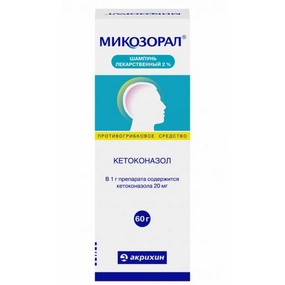 МИКОЗОРАЛ®
ШАМПУНЬ
ЛЕКАРСТВЕННЫЙ 2 %
ПРОТИВОГРИБКОВОЕ СРЕДСТВО
КЕТОКОНАЗОЛ
В 1 г препарата содержится
кетоконазола 20 мг
60 г
акрихин